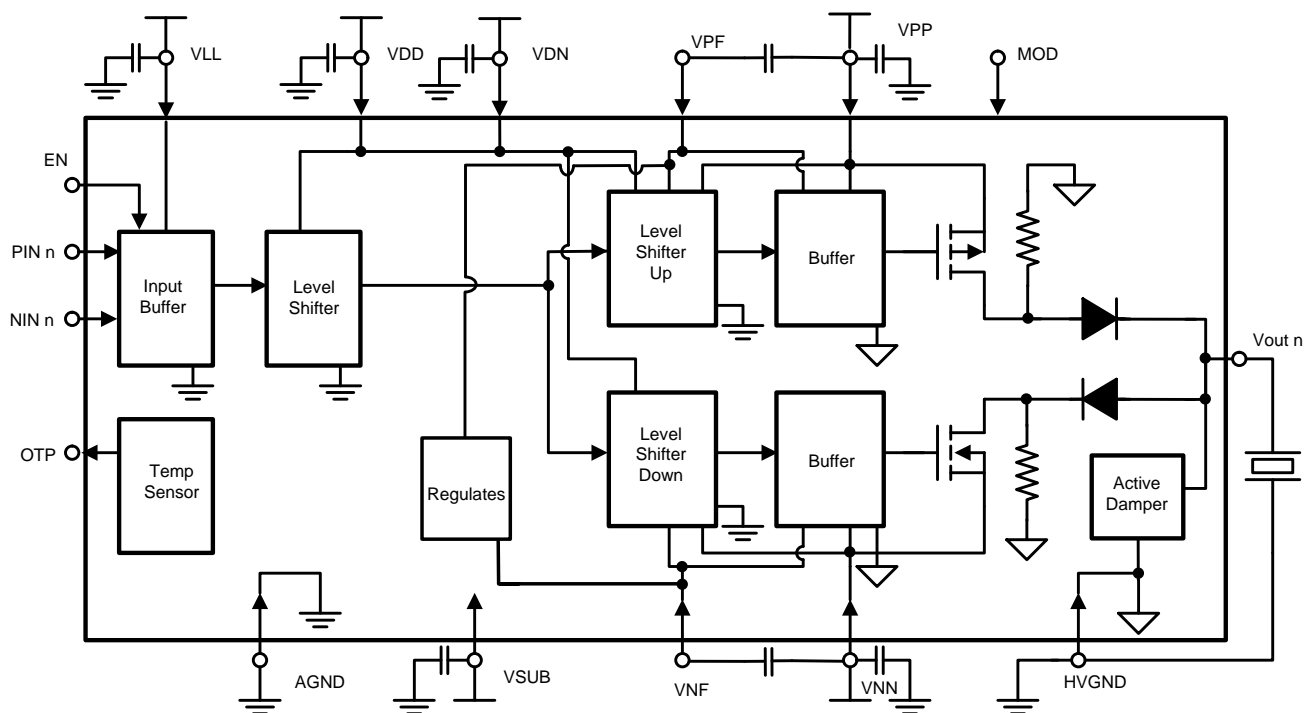 VLL
VDD
VDN
VPF
VPP
MOD
EN
PIN n
NIN n
OTP
Input
Buffer
Level
Shifter
Level
Shifter
Up
Buffer
Vout n
Temp
Sensor
Regulates
Level
Shifter
Down
Buffer
Active
Damper
AGND
VSUB
VNF
VNN
HVGND